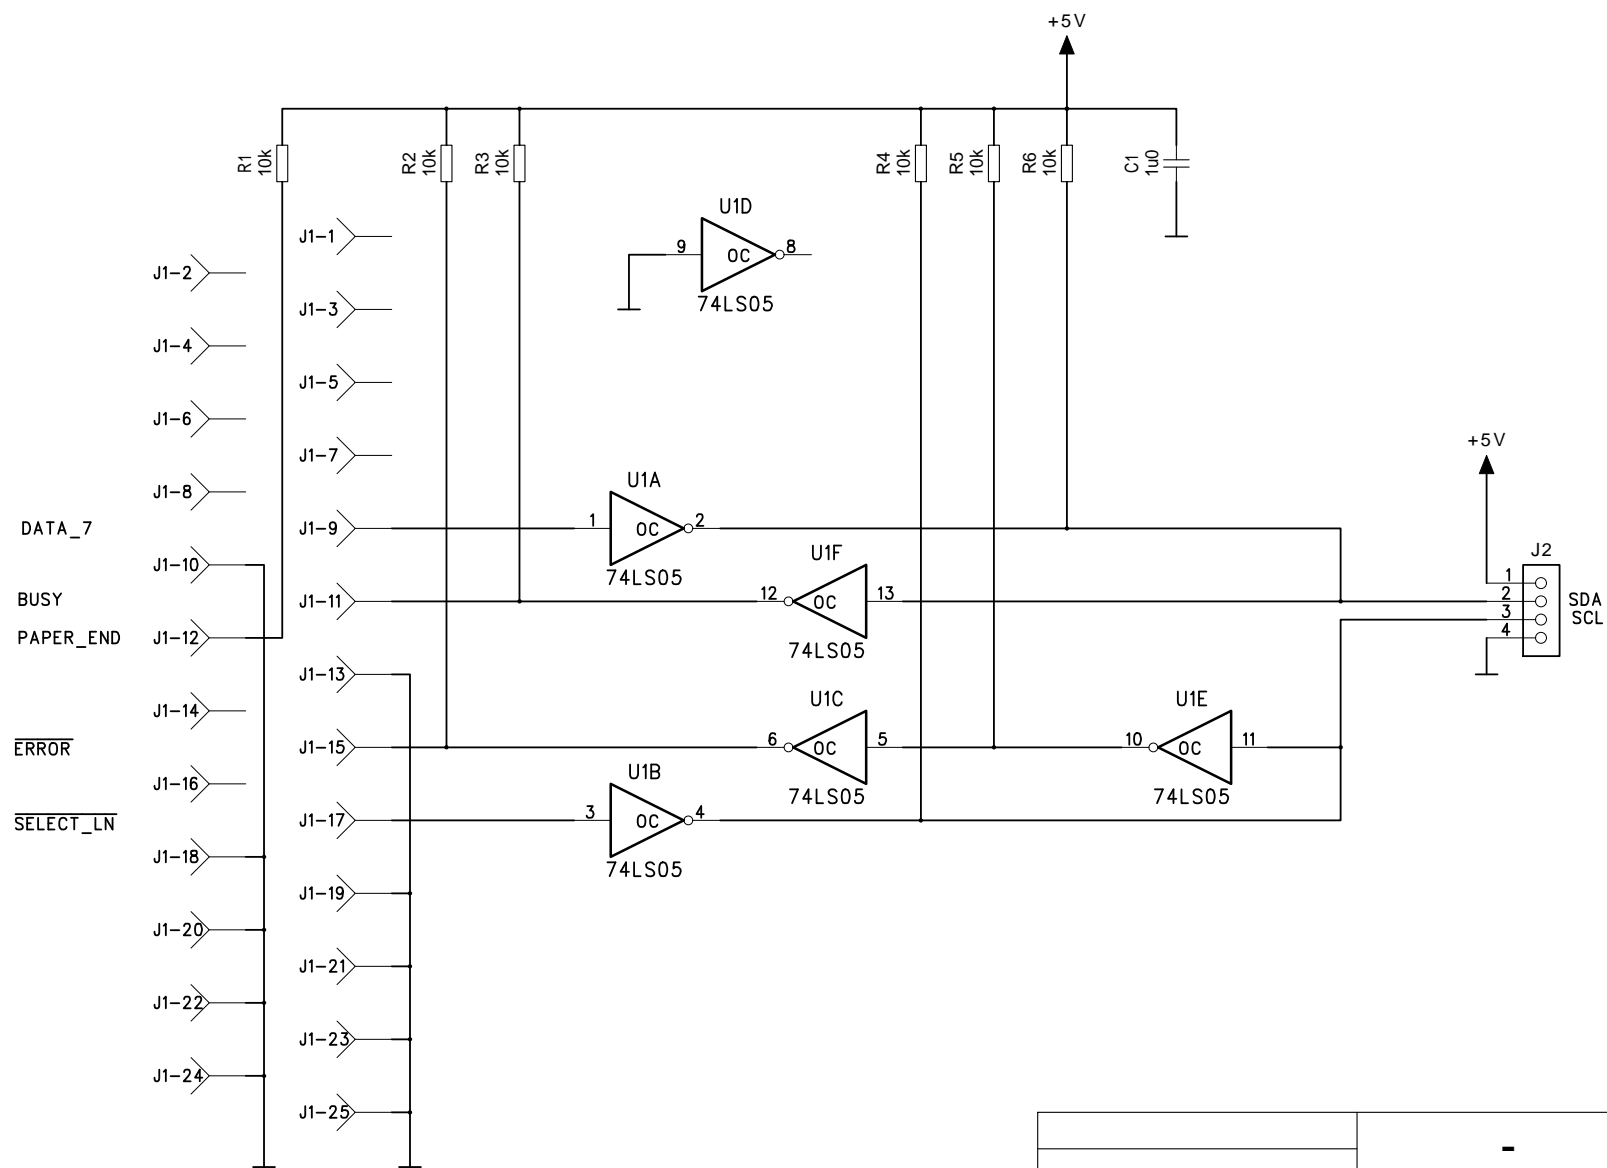 +5V
R1
10k
R2
10k
R3
10k
R4
10k
R5
10k
R6
10k
C1
1u0
U1D
9
OC
8
74LS05
J1-1
J1-2
J1-3
J1-4
J1-5
J1-6
J1-7
J1-8
DATA_7
J1-9
1
U1A
OC
2
74LS05
J1-10
BUSY
J1-11
12
U1F
OC
13
74LS05
+5V
J2
1
2
3
4
SDA
SCL
PAPER_END
J1-12
J1-13
J1-14
ERROR
J1-15
6
U1C
OC
5
74LS05
10
U1E
OC
11
74LS05
J1-16
SELECT_LN
J1-17
3
U1B
OC
4
74LS05
J1-18
J1-19
J1-20
J1-21
J1-22
J1-23
J1-24
J1-25
-